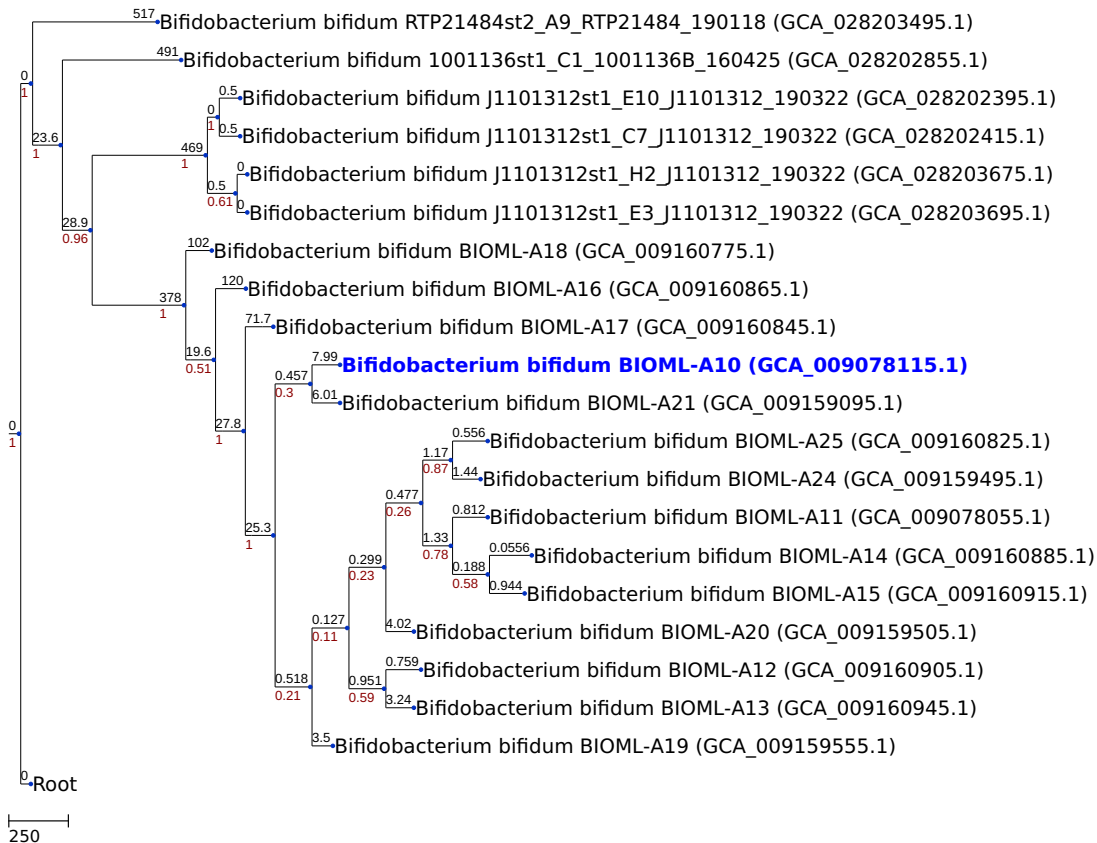 517
Bifidobacterium bifidum RTP21484st2_A9_RTP21484_190118 (GCA_028203495.1)
491
Bifidobacterium bifidum 1001136st1_C1_1001136B_160425 (GCA_028202855.1)
0
1
0.5
Bifidobacterium bifidum J1101312st1_E10_J1101312_190322 (GCA_028202395.1)
0
1
0.5
Bifidobacterium bifidum J1101312st1_C7_J1101312_190322 (GCA_028202415.1)
23.6
1
469
1
0
Bifidobacterium bifidum J1101312st1_H2_J1101312_190322 (GCA_028203675.1)
0.5
0.61
0
Bifidobacterium bifidum J1101312st1_E3_J1101312_190322 (GCA_028203695.1)
28.9
0.96
102
Bifidobacterium bifidum BIOML-A18 (GCA_009160775.1)
120
Bifidobacterium bifidum BIOML-A16 (GCA_009160865.1)
378
1
71.7
Bifidobacterium bifidum BIOML-A17 (GCA_009160845.1)
19.6
0.51
7.99
Bifidobacterium bifidum BIOML-A10 (GCA_009078115.1)
0.457
0.3
6.01
Bifidobacterium bifidum BIOML-A21 (GCA_009159095.1)
27.8
1
0
1
0.556
Bifidobacterium bifidum BIOML-A25 (GCA_009160825.1)
1.17
0.87
1.44
Bifidobacterium bifidum BIOML-A24 (GCA_009159495.1)
0.477
0.26
0.812
Bifidobacterium bifidum BIOML-A11 (GCA_009078055.1)
25.3
1
1.33
0.78
0.0556
Bifidobacterium bifidum BIOML-A14 (GCA_009160885.1)
0.299
0.23
0.188
0.58
0.944
Bifidobacterium bifidum BIOML-A15 (GCA_009160915.1)
0.127
0.11
4.02
Bifidobacterium bifidum BIOML-A20 (GCA_009159505.1)
0.759
Bifidobacterium bifidum BIOML-A12 (GCA_009160905.1)
0.518
0.21
0.951
0.59
3.24
Bifidobacterium bifidum BIOML-A13 (GCA_009160945.1)
3.5
Bifidobacterium bifidum BIOML-A19 (GCA_009159555.1)
0
Root
250